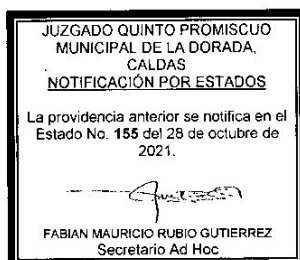 JUZGADO QUINTO PROMISCUO
MUNICIPAL DE LA DORADA,
CALDAS
NOTIFICACIÓN POR ESTADOS
La providencia anterior se notifica en el
Estado No. 155 del 28 de octubre de
2021.
FABIAN MAURICIO RUBIO GUTIERREZ
Secretario Ad Hoc